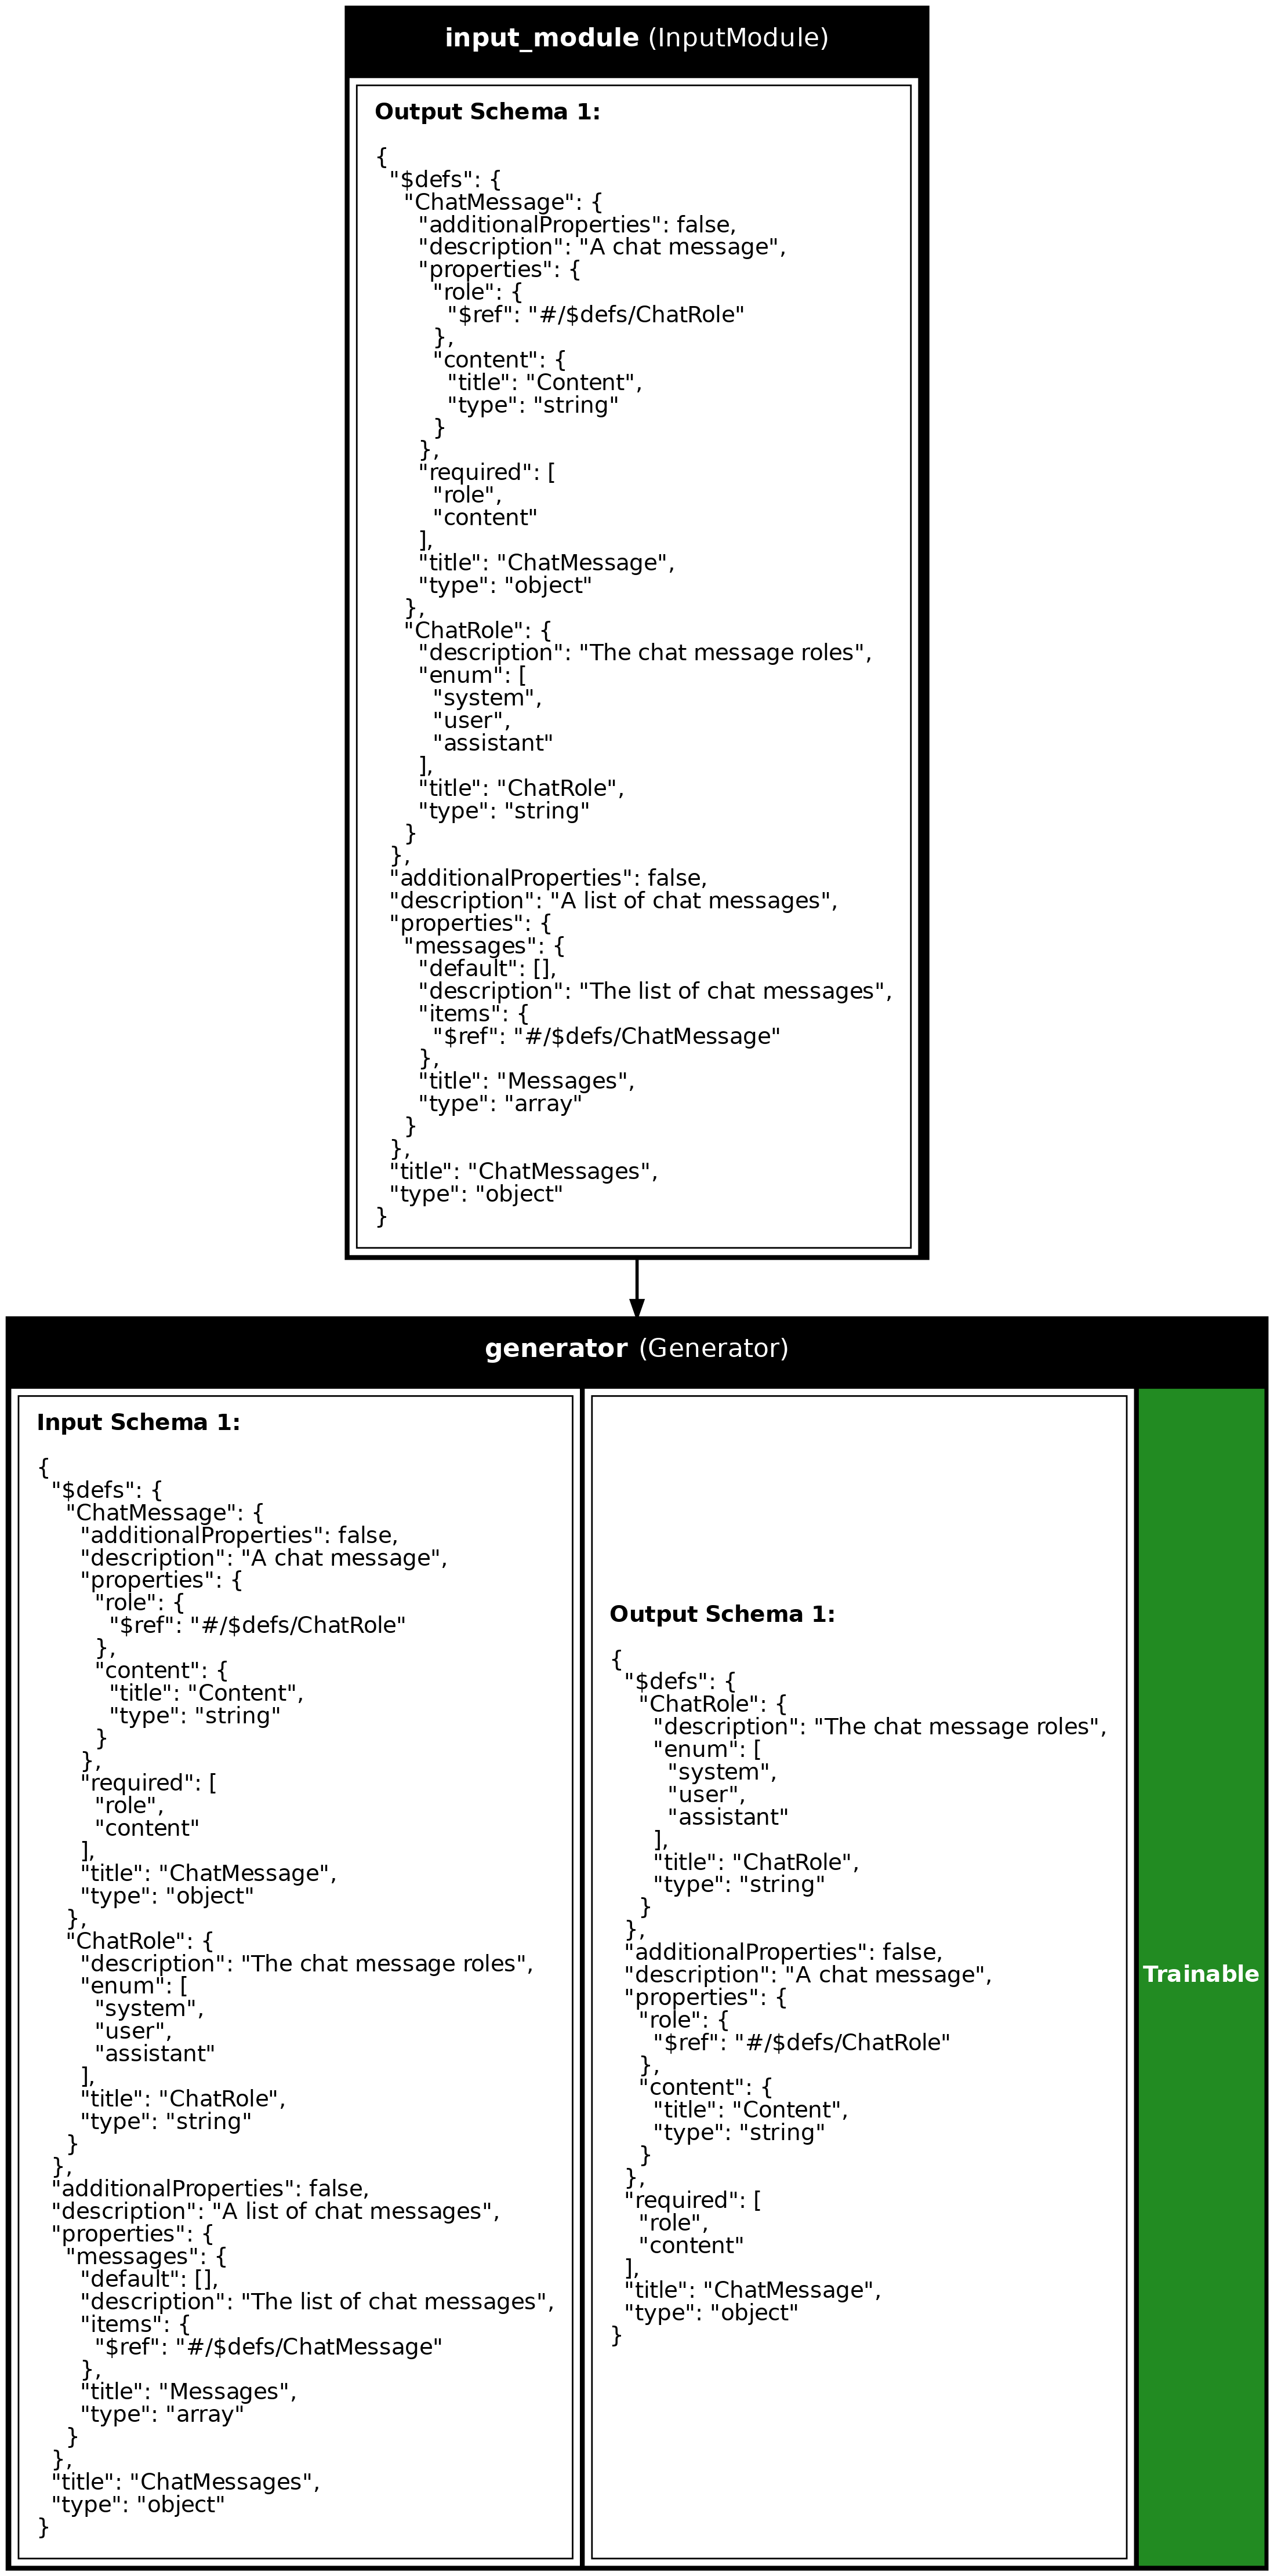 input_module (InputModule)
Output Schema 1:
{
  "$defs": {
    "ChatMessage": {
      "additionalProperties": false,
      "description": "A chat message",
      "properties": {
        "role": {
          "$ref": "#/$defs/ChatRole"
        },
        "content": {
          "title": "Content",
          "type": "string"
        }
      },
      "required": [
        "role",
        "content"
      ],
      "title": "ChatMessage",
      "type": "object"
    },
    "ChatRole": {
      "description": "The chat message roles",
      "enum": [
        "system",
        "user",
        "assistant"
      ],
      "title": "ChatRole",
      "type": "string"
    }
  },
  "additionalProperties": false,
  "description": "A list of chat messages",
  "properties": {
    "messages": {
      "default": [],
      "description": "The list of chat messages",
      "items": {
        "$ref": "#/$defs/ChatMessage"
      },
      "title": "Messages",
      "type": "array"
    }
  },
  "title": "ChatMessages",
  "type": "object"
}
generator (Generator)
Input Schema 1:
{
  "$defs": {
    "ChatMessage": {
      "additionalProperties": false,
      "description": "A chat message",
      "properties": {
        "role": {
          "$ref": "#/$defs/ChatRole"
        },
        "content": {
          "title": "Content",
          "type": "string"
        }
      },
      "required": [
        "role",
        "content"
      ],
      "title": "ChatMessage",
      "type": "object"
    },
    "ChatRole": {
      "description": "The chat message roles",
      "enum": [
        "system",
        "user",
        "assistant"
      ],
      "title": "ChatRole",
      "type": "string"
    }
  },
  "additionalProperties": false,
  "description": "A list of chat messages",
  "properties": {
    "messages": {
      "default": [],
      "description": "The list of chat messages",
      "items": {
        "$ref": "#/$defs/ChatMessage"
      },
      "title": "Messages",
      "type": "array"
    }
  },
  "title": "ChatMessages",
  "type": "object"
}
Output Schema 1:
{
  "$defs": {
    "ChatRole": {
      "description": "The chat message roles",
      "enum": [
        "system",
        "user",
        "assistant"
      ],
      "title": "ChatRole",
      "type": "string"
    }
  },
  "additionalProperties": false,
  "description": "A chat message",
  "properties": {
    "role": {
      "$ref": "#/$defs/ChatRole"
    },
    "content": {
      "title": "Content",
      "type": "string"
    }
  },
  "required": [
    "role",
    "content"
  ],
  "title": "ChatMessage",
  "type": "object"
}
Trainable